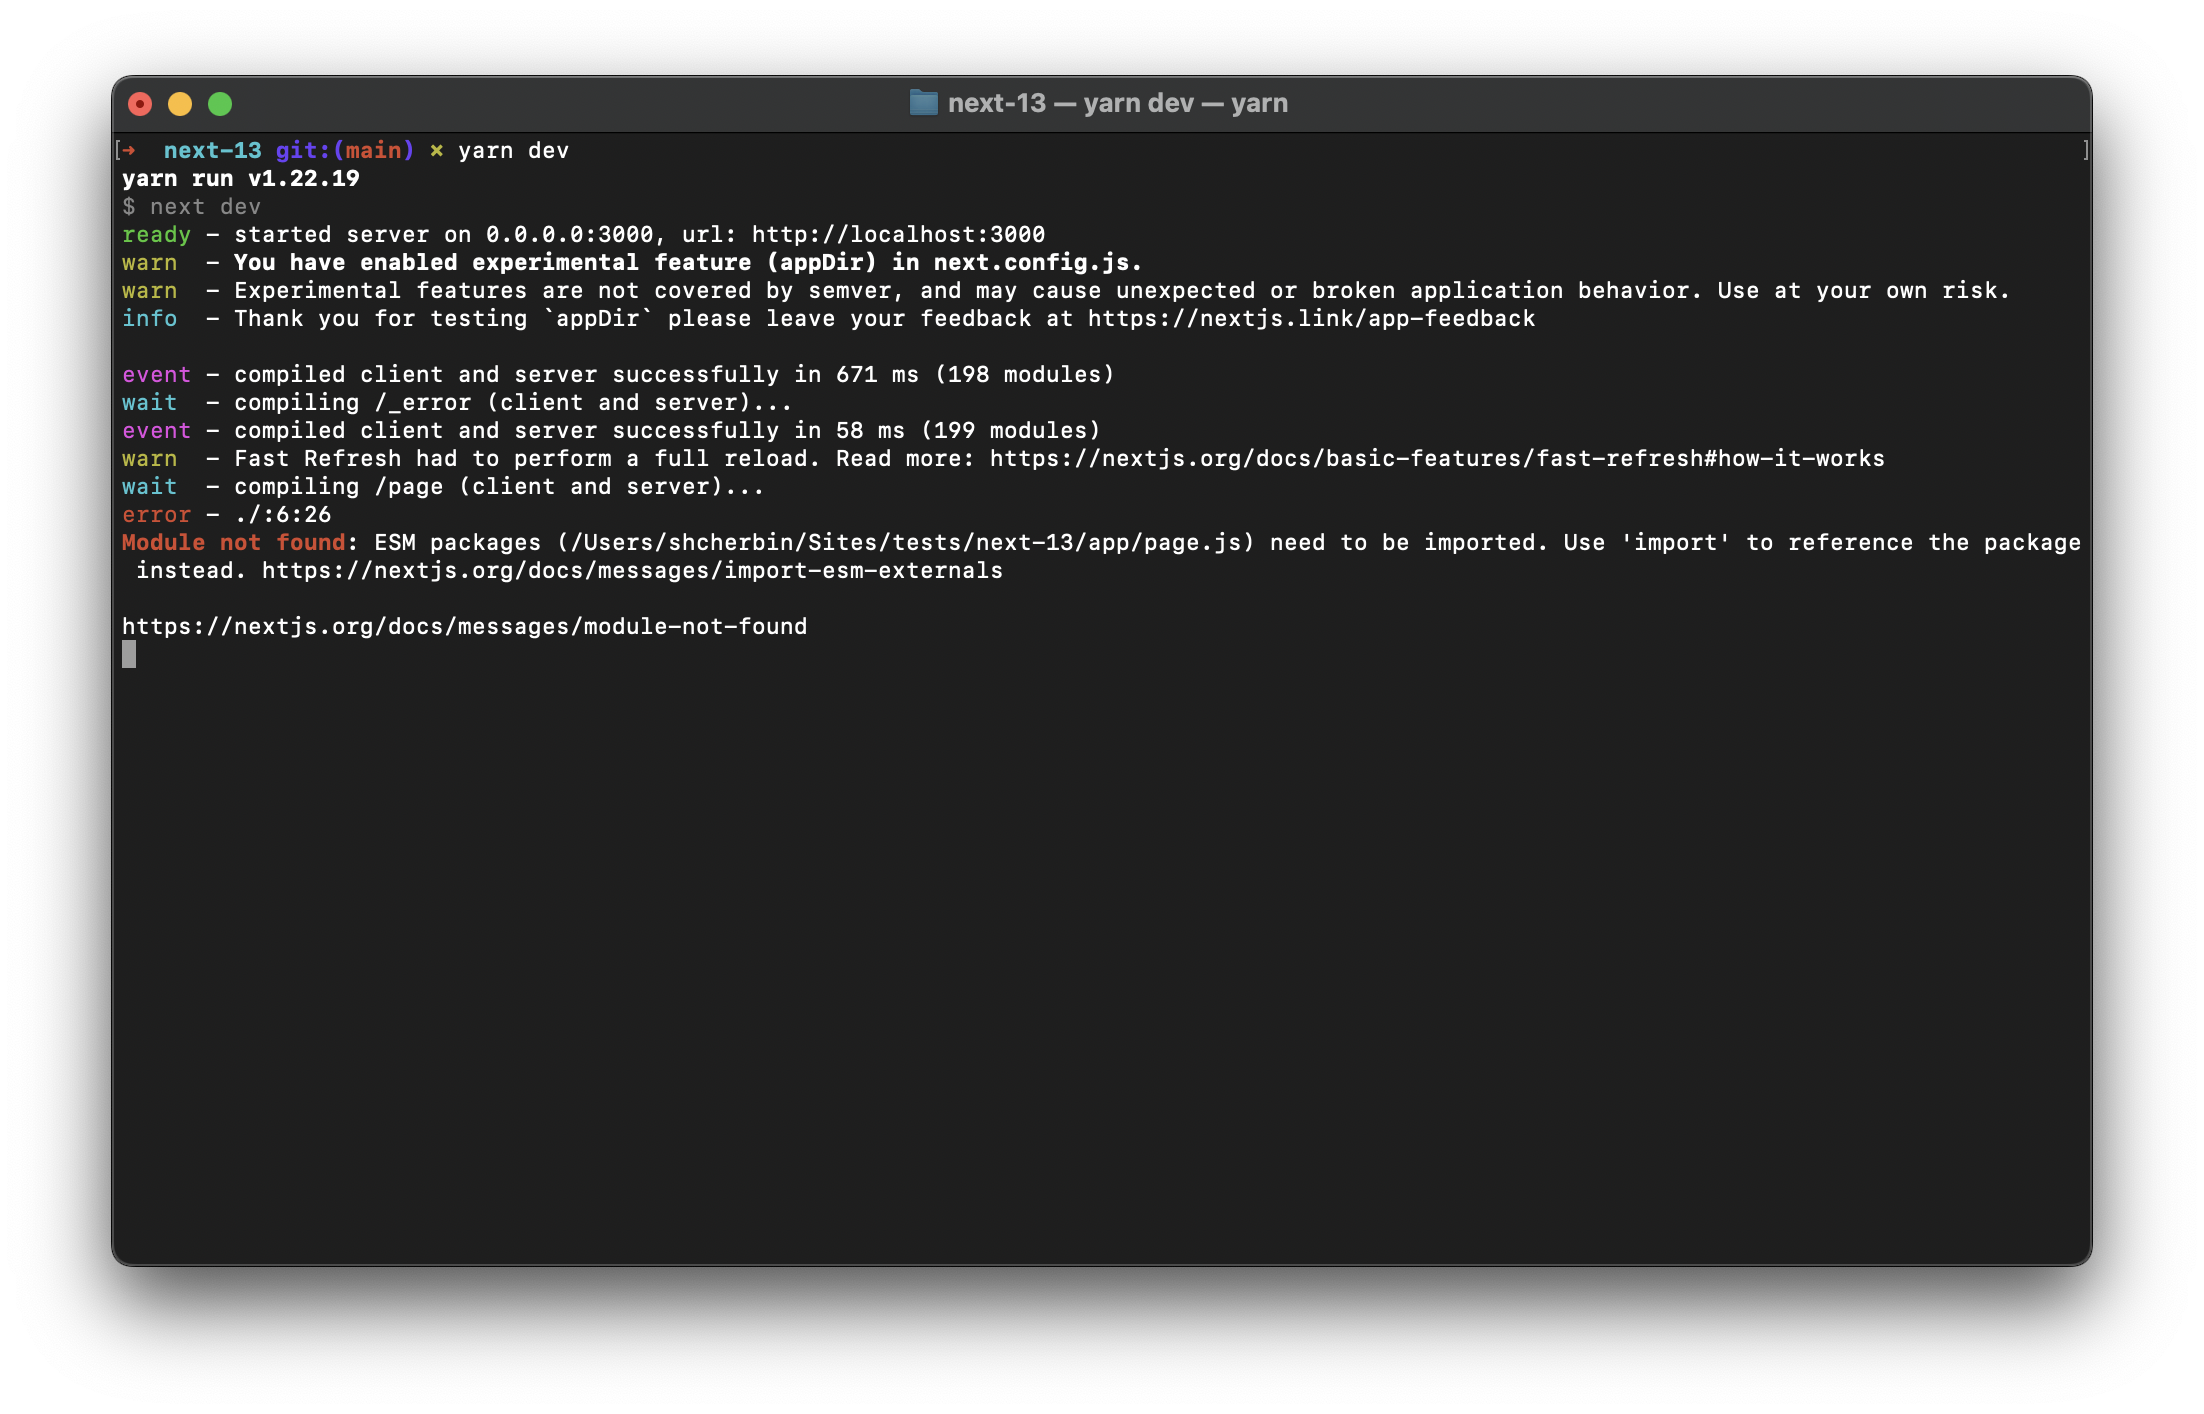 next-13 — yarn dev — yarn
[➜  next-13 git:(main) ✗ yarn dev ]
yarn run v1.22.19
$ next dev
ready - started server on 0.0.0.0:3000, url: http://localhost:3000
warn  - You have enabled experimental feature (appDir) in next.config.js.
warn  - Experimental features are not covered by semver, and may cause unexpected or broken application behavior. Use at your own risk.
info  - Thank you for testing `appDir` please leave your feedback at https://nextjs.link/app-feedback
event - compiled client and server successfully in 671 ms (198 modules)
wait  - compiling /_error (client and server)...
event - compiled client and server successfully in 58 ms (199 modules)
warn  - Fast Refresh had to perform a full reload. Read more: https://nextjs.org/docs/basic-features/fast-refresh#how-it-works
wait  - compiling /page (client and server)...
error - ./:6:26
Module not found: ESM packages (/Users/shcherbin/Sites/tests/next-13/app/page.js) need to be imported. Use 'import' to reference the package
 instead. https://nextjs.org/docs/messages/import-esm-externals
https://nextjs.org/docs/messages/module-not-found